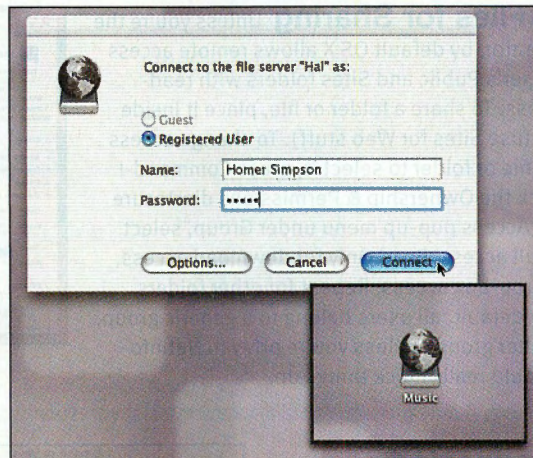 Connect to the file server "Hal" as:
Guest
Registered User
Name: Homer Simpson
Password: •••••
Options... Cancel Connect
Music